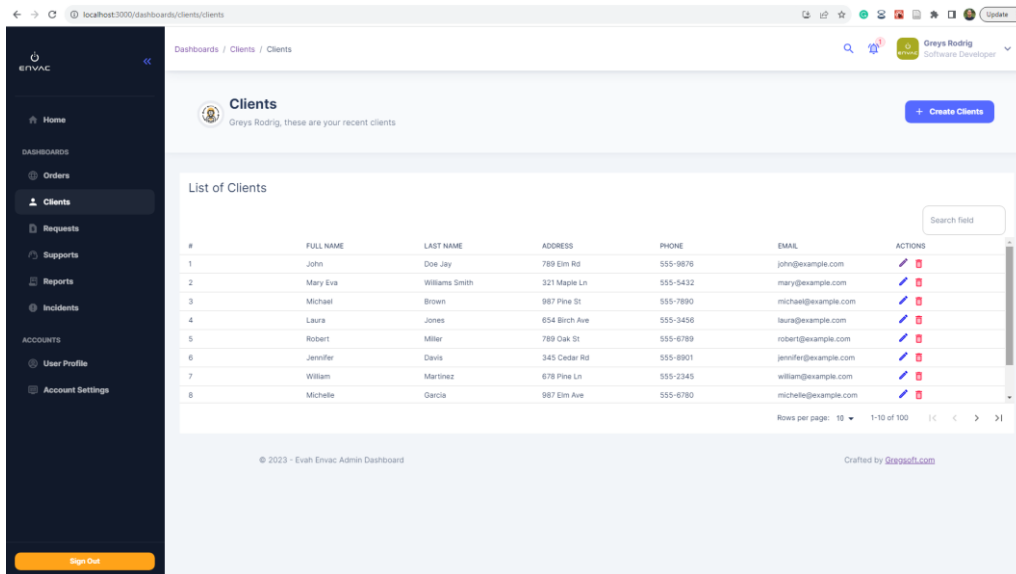 localhost:3000/dashboards/clients/clients
Update
envac
Dashboards / Clients / Clients
1
Greys Rodrig
Software Developer
Home
DASHBOARDS
Orders
Clients
Requests
Supports
Reports
Incidents
ACCOUNTS
User Profile
Account Settings
Sign Out
Clients
Greys Rodrig, these are your recent clients
+ Create Clients
List of Clients
Search field
# FULL NAME LAST NAME ADDRESS PHONE EMAIL ACTIONS
1 John Doe Jay 789 Elm Rd 555-9876 john@example.com
2 Mary Eva Williams Smith 321 Maple Ln 555-5432 mary@example.com
3 Michael Brown 987 Pine St 555-7890 michael@example.com
4 Laura Jones 654 Birch Ave 555-3456 laura@example.com
5 Robert Miller 789 Oak St 555-6789 robert@example.com
6 Jennifer Davis 345 Cedar Rd 555-8901 jennifer@example.com
7 William Martinez 678 Pine Ln 555-2345 william@example.com
8 Michelle Garcia 987 Elm Ave 555-6780 michelle@example.com
Rows per page: 10 1-10 of 100
© 2023 - Evah Envac Admin Dashboard
Crafted by Gregsoft.com